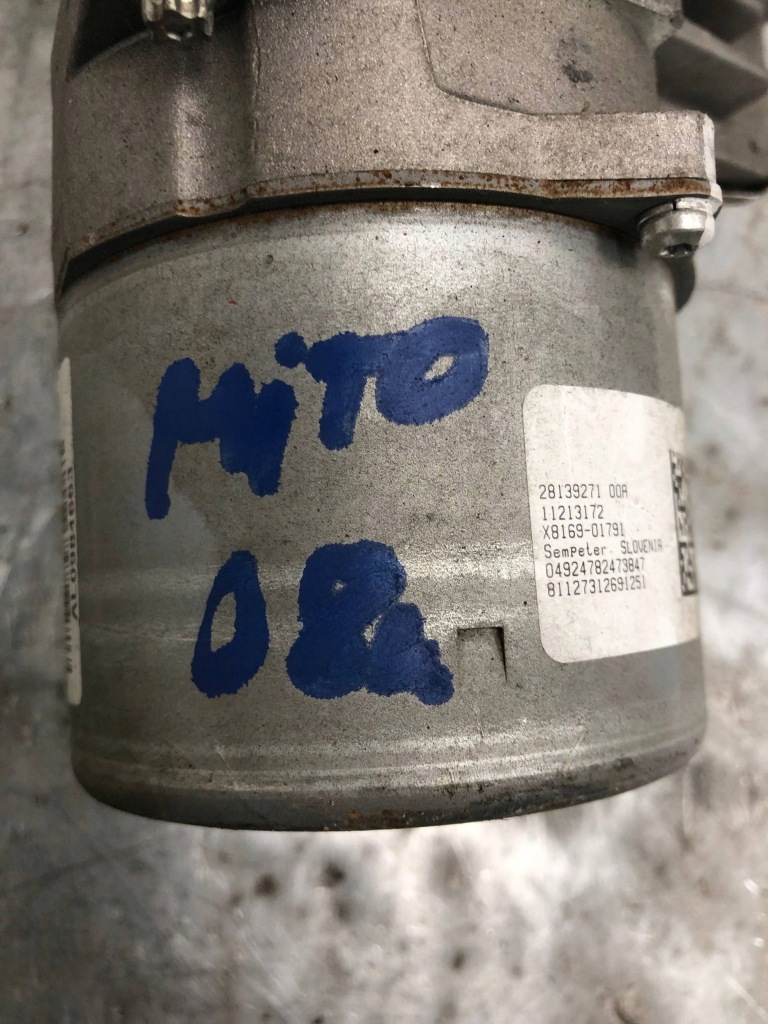 MiTO
08
28139271 00A
11213172
X8169-01791
Sempeter SLOVENIA
04924782473847
81127312691251